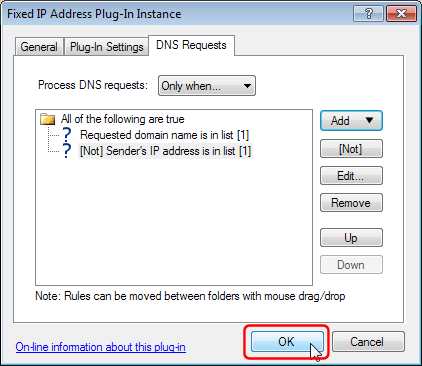 Fixed IP Address Plug-In Instance
General Plug-In Settings DNS Requests
Process DNS requests: Only when...
All of the following are true
Requested domain name is in list [1]
[Not] Sender's IP address is in list [1]
Add
[Not]
Edit...
Remove
Up
Down
Note: Rules can be moved between folders with mouse drag/drop
On-line information about this plug-in
OK Cancel